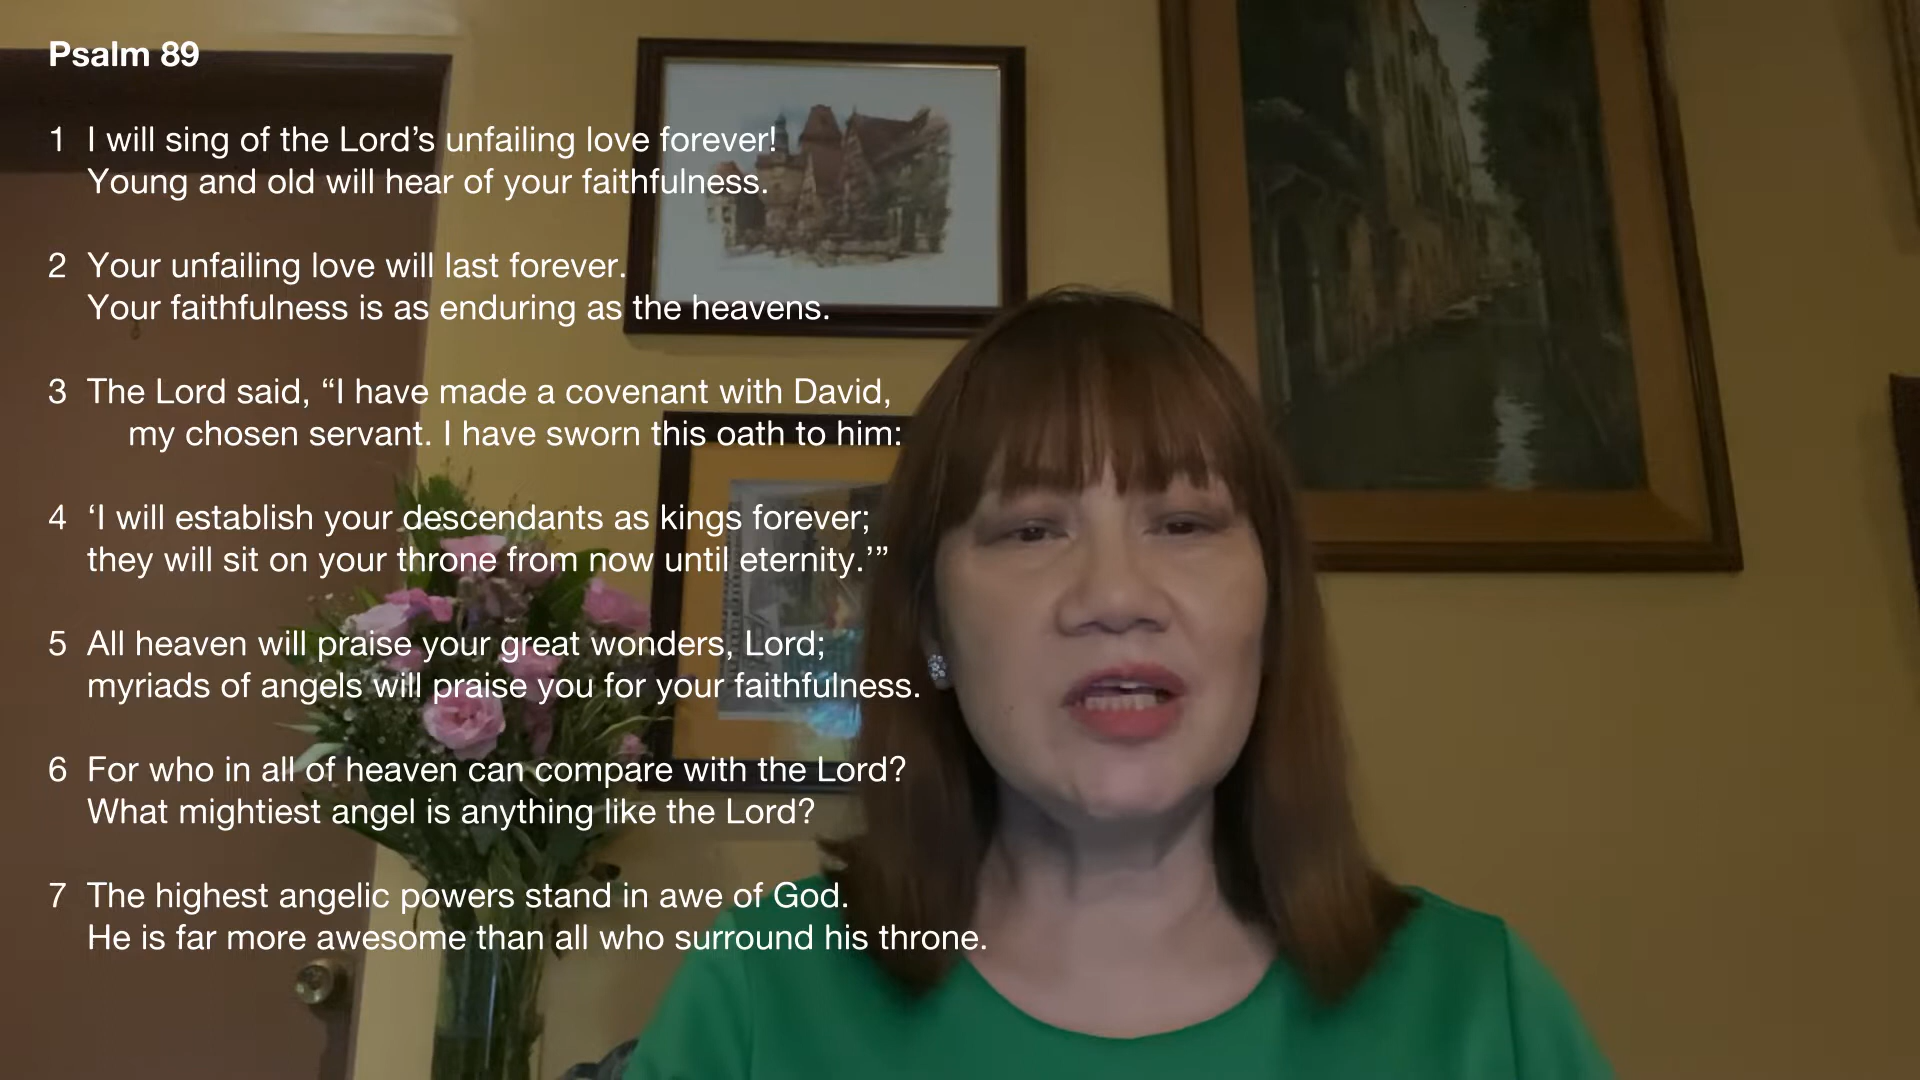 Psalm 89
1 I will sing of the Lord’s unfailing love forever!
Young and old will hear of your faithfulness.
2 Your unfailing love will last forever.
Your faithfulness is as enduring as the heavens.
3 The Lord said, “I have made a covenant with David,
my chosen servant. I have sworn this oath to him:
4 ‘I will establish your descendants as kings forever;
they will sit on your throne from now until eternity.’”
5 All heaven will praise your great wonders, Lord;
myriads of angels will praise you for your faithfulness.
6 For who in all of heaven can compare with the Lord?
What mightiest angel is anything like the Lord?
7 The highest angelic powers stand in awe of God.
He is far more awesome than all who surround his throne.